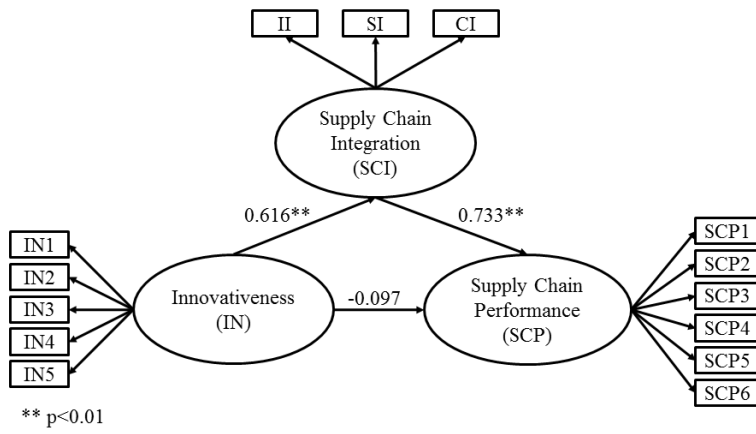 II
SI
CI
Supply Chain
Integration
(SCI)
0.616**
0.733**
IN1
IN2
IN3
IN4
IN5
Innovativeness
(IN)
-0.097
Supply Chain
Performance
(SCP)
SCP1
SCP2
SCP3
SCP4
SCP5
SCP6
** p<0.01